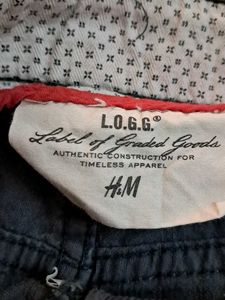 L.O.G.G.®
Label of Graded Goods
AUTHENTIC CONSTRUCTION FOR
TIMELESS APPAREL
H&M